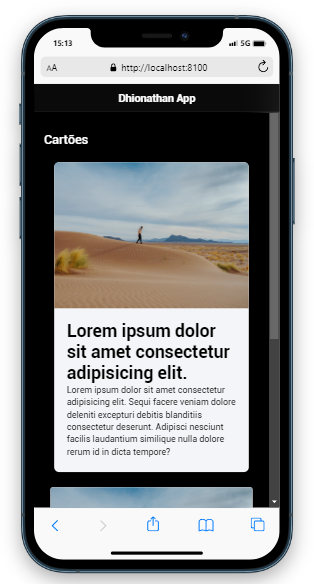 15:13
5G
AA
http://localhost:8100
Dhionathan App
Cartões
Lorem ipsum dolor
sit amet consectetur
adipisicing elit.
Lorem ipsum dolor sit amet consectetur
adipisicing elit. Sequi facere veniam dolore
deleniti excepturi debitis blanditiis
consectetur deserunt. Adipisci nesciunt
facilis laudantium similique nulla dolore
rerum id in dicta tempore?